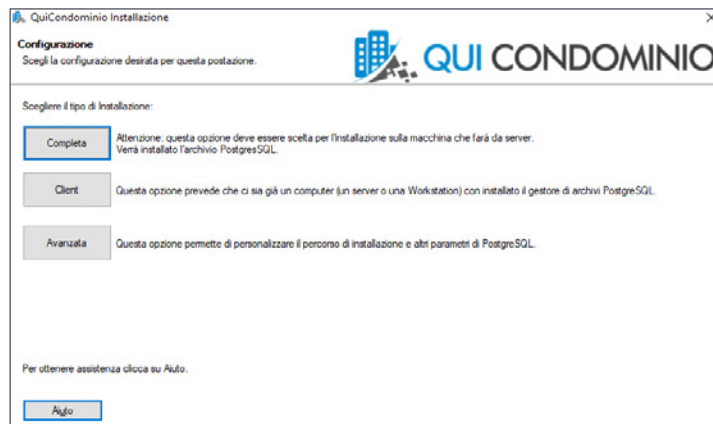 QuiCondominio Installazione
Configurazione
Scegli la configurazione desirata per questa postazione.
QUI CONDOMINIO
Scegliere il tipo di Installazione:
Completa
Attenzione: questa opzione deve essere scelta per l'installazione sulla macchina che farà da server.
Verrà installato l'archivio PostgresSQL.
Client
Questa opzione prevede che ci sia già un computer (un server o una Workstation) con installato il gestore di archivi PostgreSQL.
Avanzata
Questa opzione permette di personalizzare il percorso di installazione e altri parametri di PostgreSQL.
Per ottenere assistenza clicca su Aiuto.
Aiuto